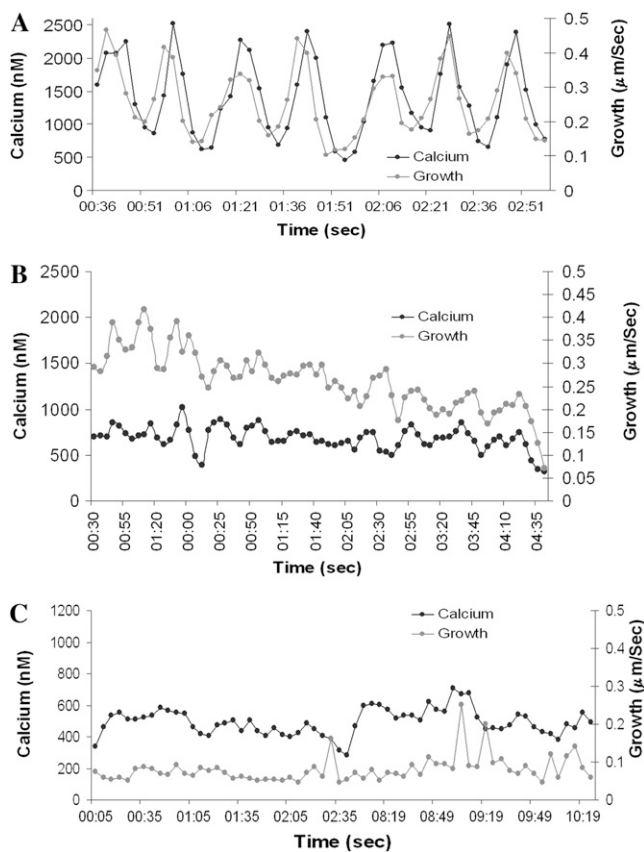 A
Calcium (nM)
2500
2000
1500
1000
500
0
0.5
0.4
0.3
0.2
0.1
0
Growth (μm/Sec)
Calcium
Growth
00:36 00:51 01:06 01:21 01:36 01:51 02:06 02:21 02:36 02:51
Time (sec)
B
Calcium (nM)
2500
2000
1500
1000
500
0
0.5
0.45
0.4
0.35
0.3
0.25
0.2
0.15
0.1
0.05
0
Growth (μm/Sec)
Calcium
Growth
00:30 00:55 01:20 00:00 00:25 00:50 01:15 01:40 02:05 02:30 02:55 03:20 03:45 04:10 04:35
Time (sec)
C
Calcium (nM)
1200
1000
800
600
400
200
0
0.5
0.4
0.3
0.2
0.1
0
Growth (μm/Sec)
Calcium
Growth
00:05 00:35 01:05 01:35 02:05 02:35 08:19 08:49 09:19 09:49 10:19
Time (sec)